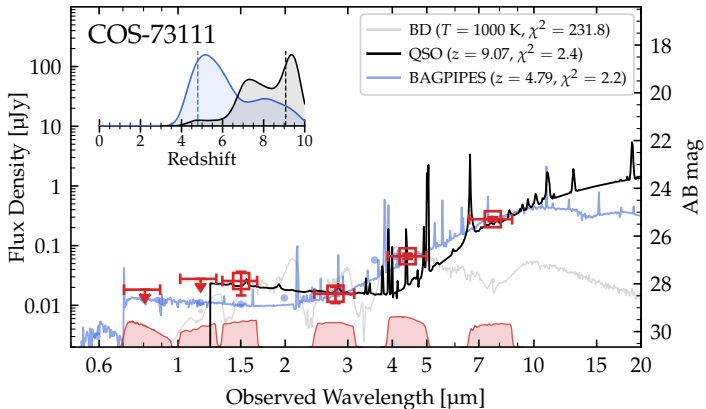 COS-73111
BD (T = 1000 K, χ² = 231.8)
QSO (z = 9.07, χ² = 2.4)
BAGPIPES (z = 4.79, χ² = 2.2)
0 2 4 6 8 10
Redshift
100
10
1
0.1
0.01
Flux Density [μJy]
18
20
22
24
26
28
30
AB mag
0.6 1 1.5 2 3 4 5 7 10 15 20
Observed Wavelength [μm]